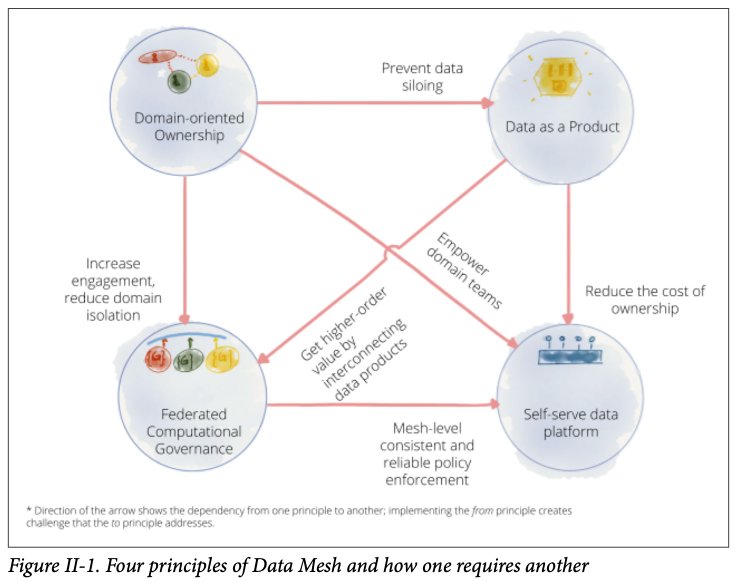 Prevent data
siloing
Domain-oriented
Ownership
Data as a Product
Increase
engagement,
reduce domain
isolation
Empower
domain teams
Reduce the cost of
ownership
Get higher-order
value by
interconnecting
data products
Federated
Computational
Governance
Self-serve data
platform
Mesh-level
consistent and
reliable policy
enforcement
* Direction of the arrow shows the dependency from one principle to another; implementing the from principle creates
challenge that the to principle addresses.
Figure II-1. Four principles of Data Mesh and how one requires another